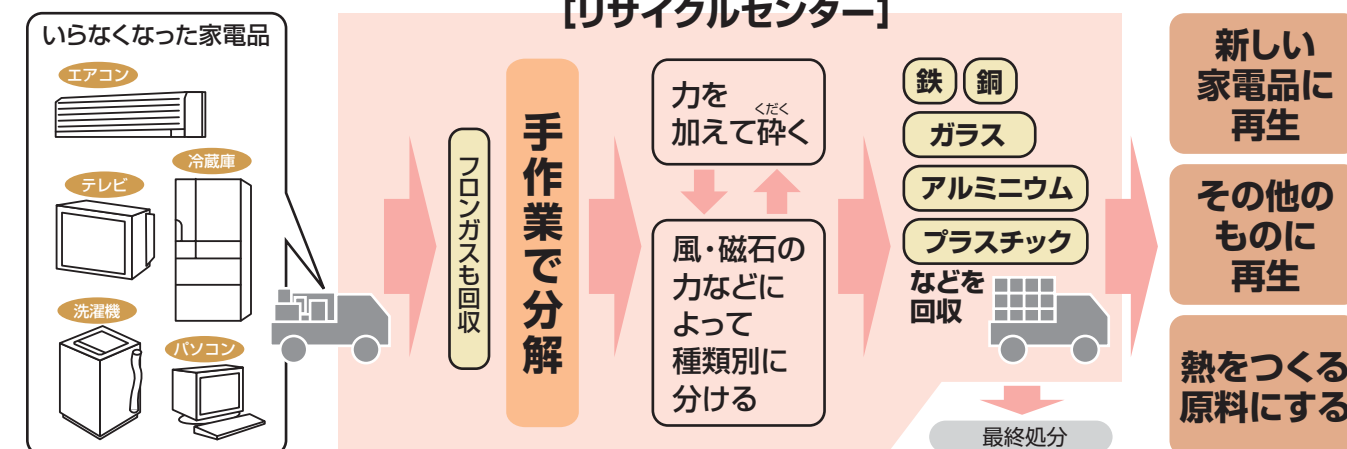 [リサイクルセンター]
いらなくなった家電品
エアコン
冷蔵庫
テレビ
洗濯機
パソコン
フロンガスも回収
手作業で分解
力を
加えて砕く
くだく
風・磁石の
力などに
よって
種類別に
分ける
鉄
銅
ガラス
アルミニウム
プラスチック
などを
回収
最終処分
新しい
家電品に
再生
その他の
ものに
再生
熱をつくる
原料にする